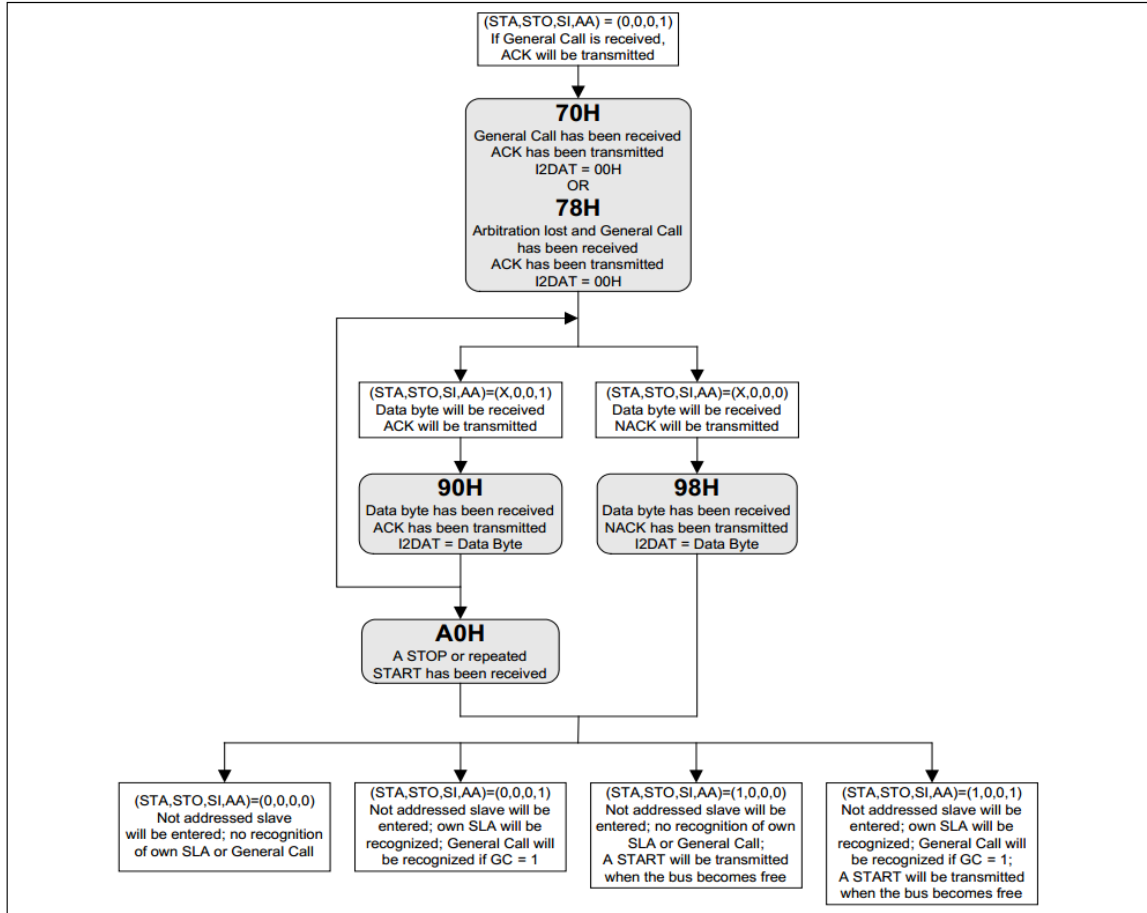 (STA,STO,SI,AA) = (0,0,0,1)
If General Call is received,
ACK will be transmitted
70H
General Call has been received
ACK has been transmitted
I2DAT = 00H
OR
78H
Arbitration lost and General Call
has been received
ACK has been transmitted
I2DAT = 00H
(STA,STO,SI,AA)=(X,0,0,1)
Data byte will be received
ACK will be transmitted
(STA,STO,SI,AA)=(X,0,0,0)
Data byte will be received
NACK will be transmitted
90H
Data byte has been received
ACK has been transmitted
I2DAT = Data Byte
98H
Data byte has been received
NACK has been transmitted
I2DAT = Data Byte
A0H
A STOP or repeated
START has been received
(STA,STO,SI,AA)=(0,0,0,0)
Not addressed slave
will be entered; no recognition
of own SLA or General Call
(STA,STO,SI,AA)=(0,0,0,1)
Not addressed slave will be
entered; own SLA will be
recognized; General Call will
be recognized if GC = 1
(STA,STO,SI,AA)=(1,0,0,0)
Not addressed slave will be
entered; no recognition of own
SLA or General Call;
A START will be transmitted
when the bus becomes free
(STA,STO,SI,AA)=(1,0,0,1)
Not addressed slave will be
entered; own SLA will be
recognized; General Call will
be recognized if GC = 1;
A START will be transmitted
when the bus becomes free